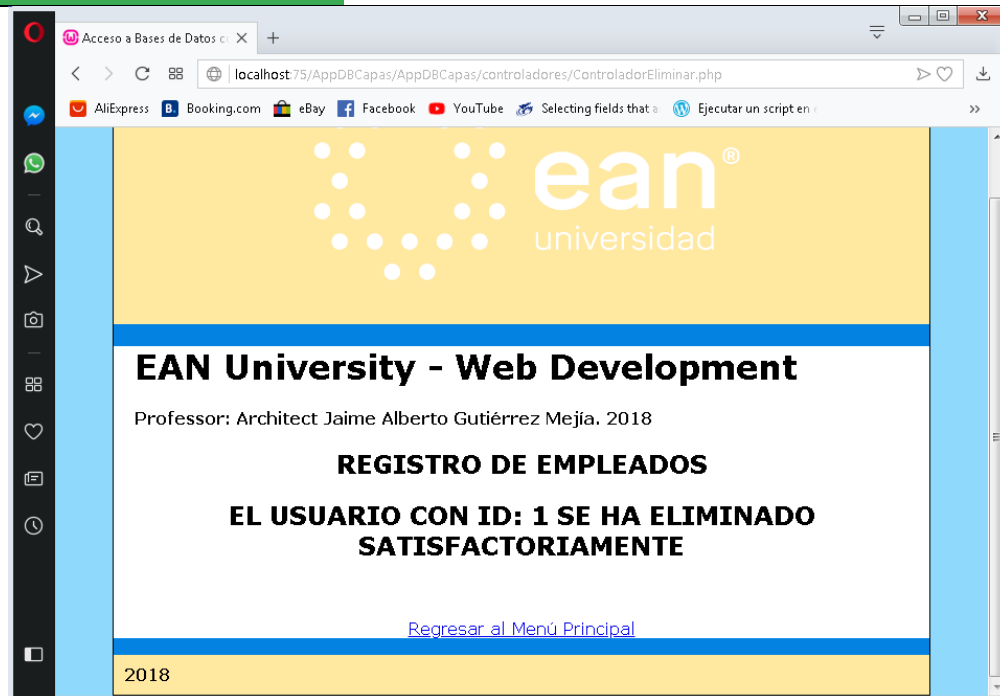 Acceso a Bases de Datos c
localhost:75/AppDBCapas/AppDBCapas/controladores/ControladorEliminar.php
AliExpress B. Booking.com eBay Facebook YouTube Selecting fields that a Ejecutar un script en
ean®
universidad
EAN University - Web Development
Professor: Architect Jaime Alberto Gutiérrez Mejía. 2018
REGISTRO DE EMPLEADOS
EL USUARIO CON ID: 1 SE HA ELIMINADO
SATISFACTORIAMENTE
Regresar al Menú Principal
2018